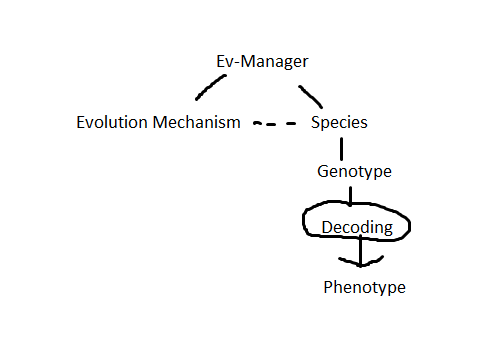 Ev-Manager
Evolution Mechanism
Species
Genotype
Decoding
Phenotype